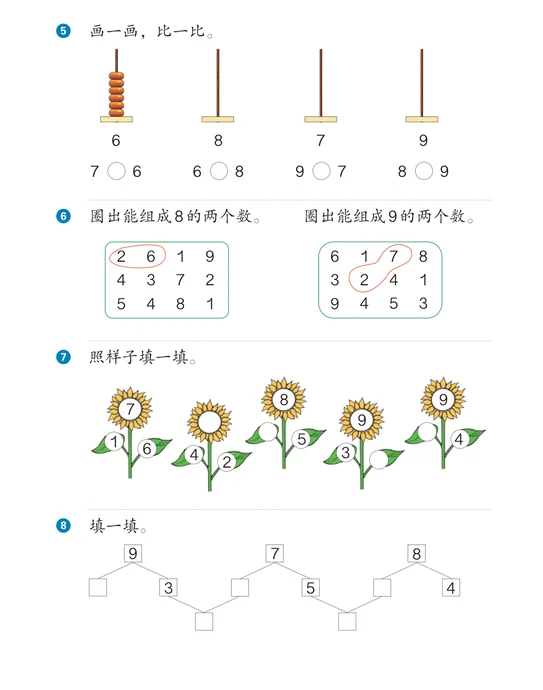 5 画一画，比一比。
6 8 7 9
7 6 6 8 9 7 8 9
6 圈出能组成8的两个数。 圈出能组成9的两个数。
2 6 1 9 6 1 7 8
4 3 7 2 3 2 4 1
5 4 8 1 9 4 5 3
7 照样子填一填。
7 8 9 9
1 6 4 2 5 3 4
8 填一填。
9 7 8
3 5 4